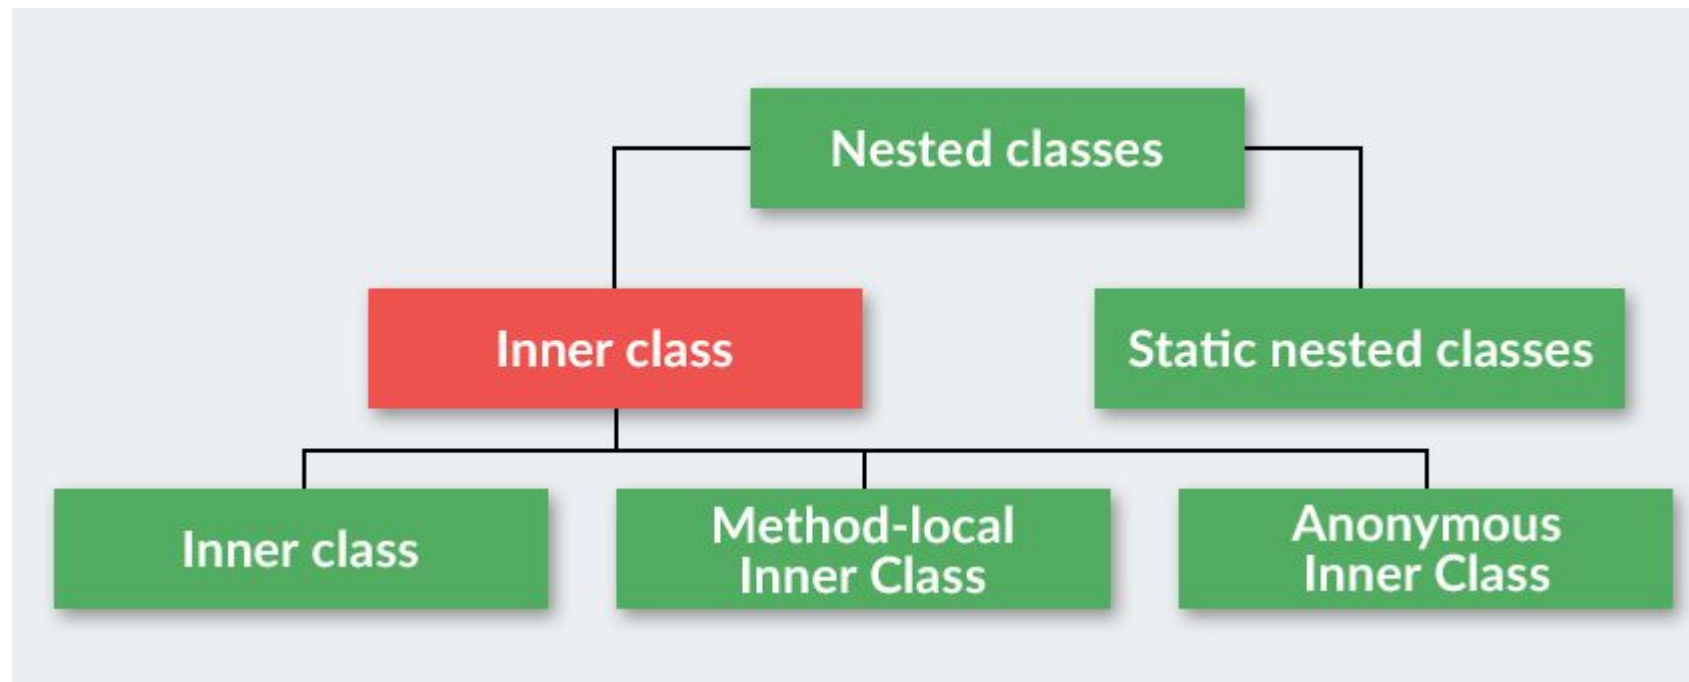 Nested classes
Inner class
Static nested classes
Inner class
Method-local
Inner Class
Anonymous
Inner Class